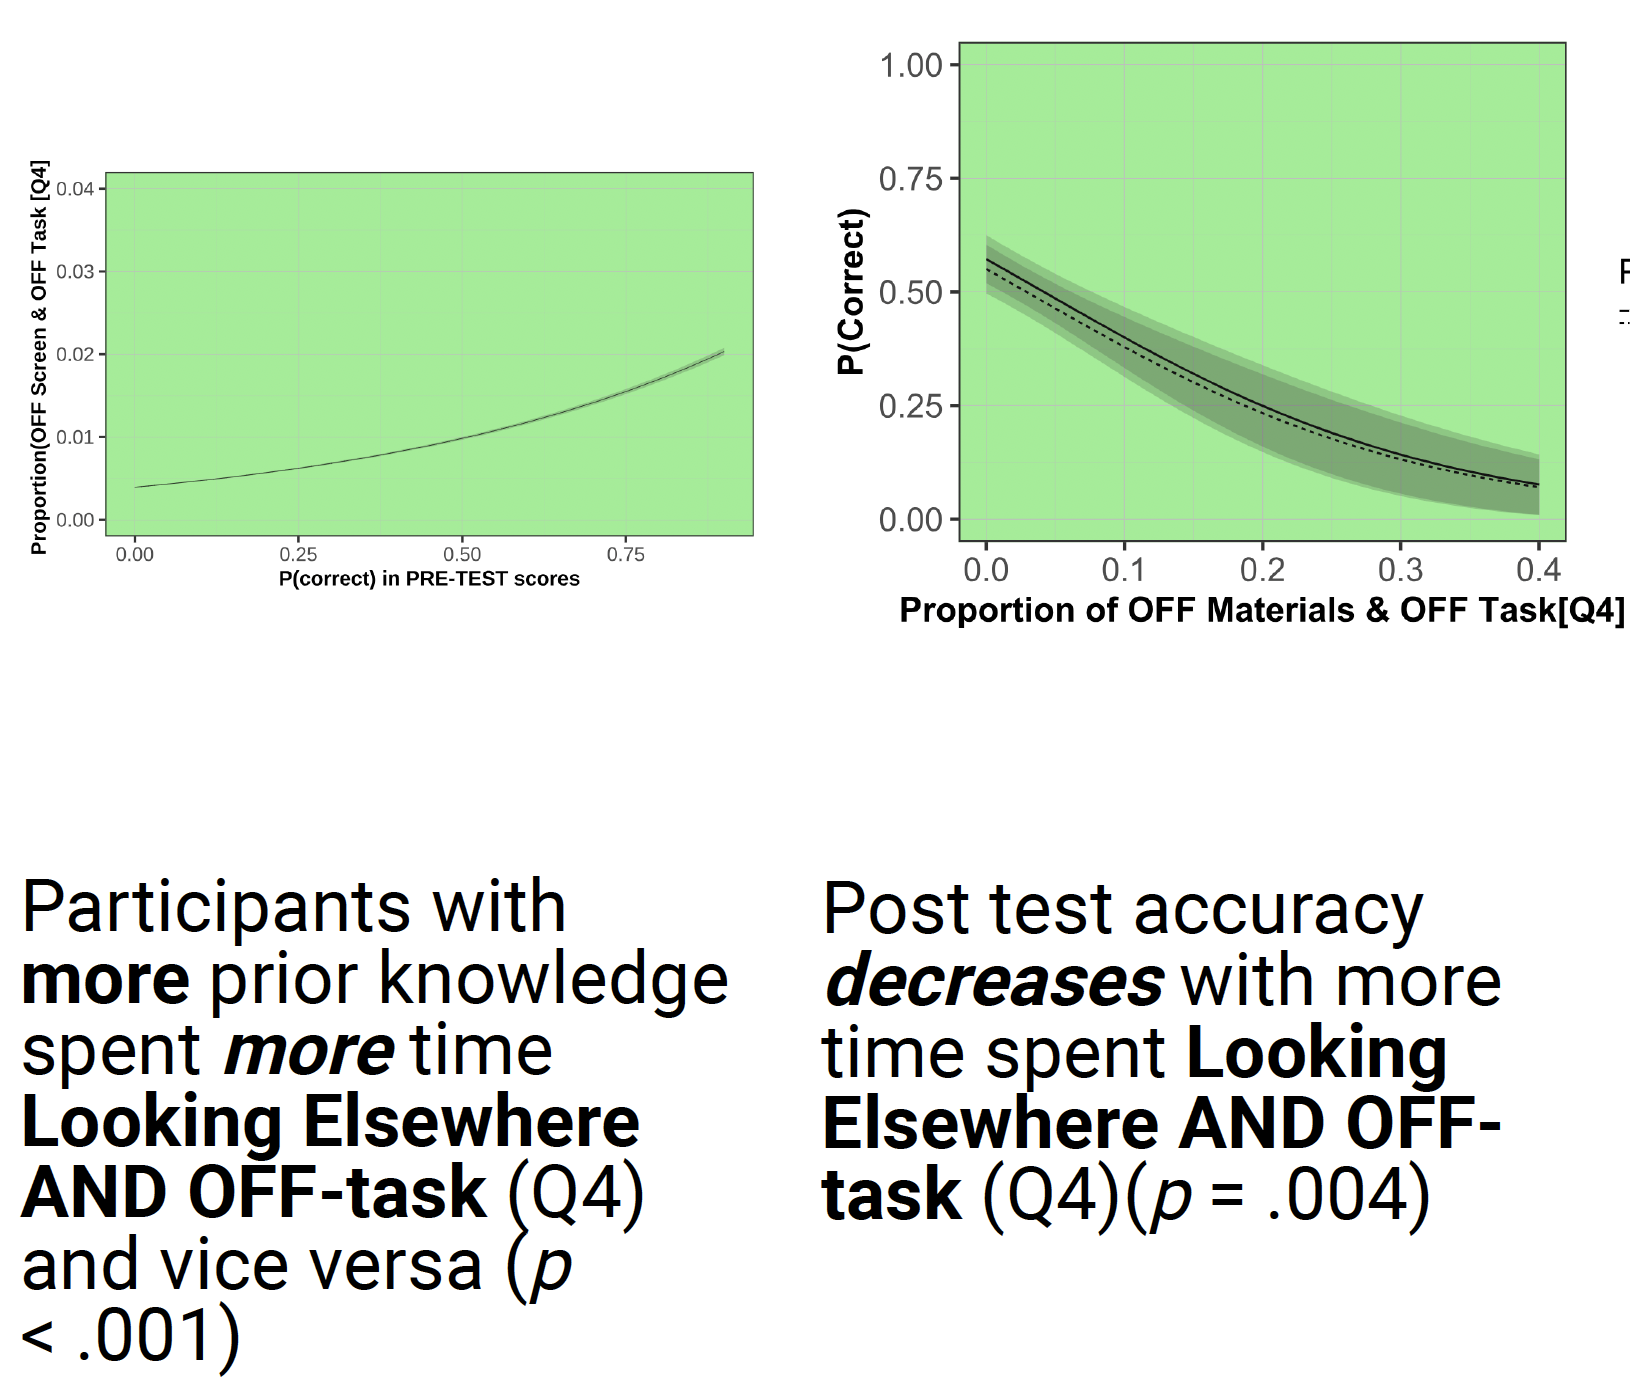 Proportion(OFF Screen & OFF Task [Q4]
0.04
0.03
0.02
0.01
0.00
0.00 0.25 0.50 0.75
P(correct) in PRE-TEST scores
P(Correct)
1.00
0.75
0.50
0.25
0.00
0.0 0.1 0.2 0.3 0.4
Proportion of OFF Materials & OFF Task[Q4]
Participants with
more prior knowledge
spent more time
Looking Elsewhere
AND OFF-task (Q4)
and vice versa (p
< .001)
Post test accuracy
decreases with more
time spent Looking
Elsewhere AND OFF-
task (Q4)(p = .004)